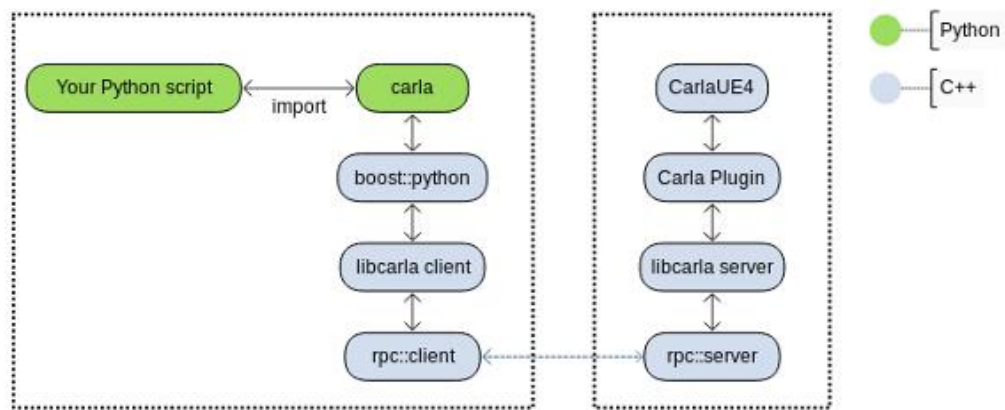 Your Python script
import
carla
boost::python
libcarla client
rpc::client
CarlaUE4
Carla Plugin
libcarla server
rpc::server
Python
C++